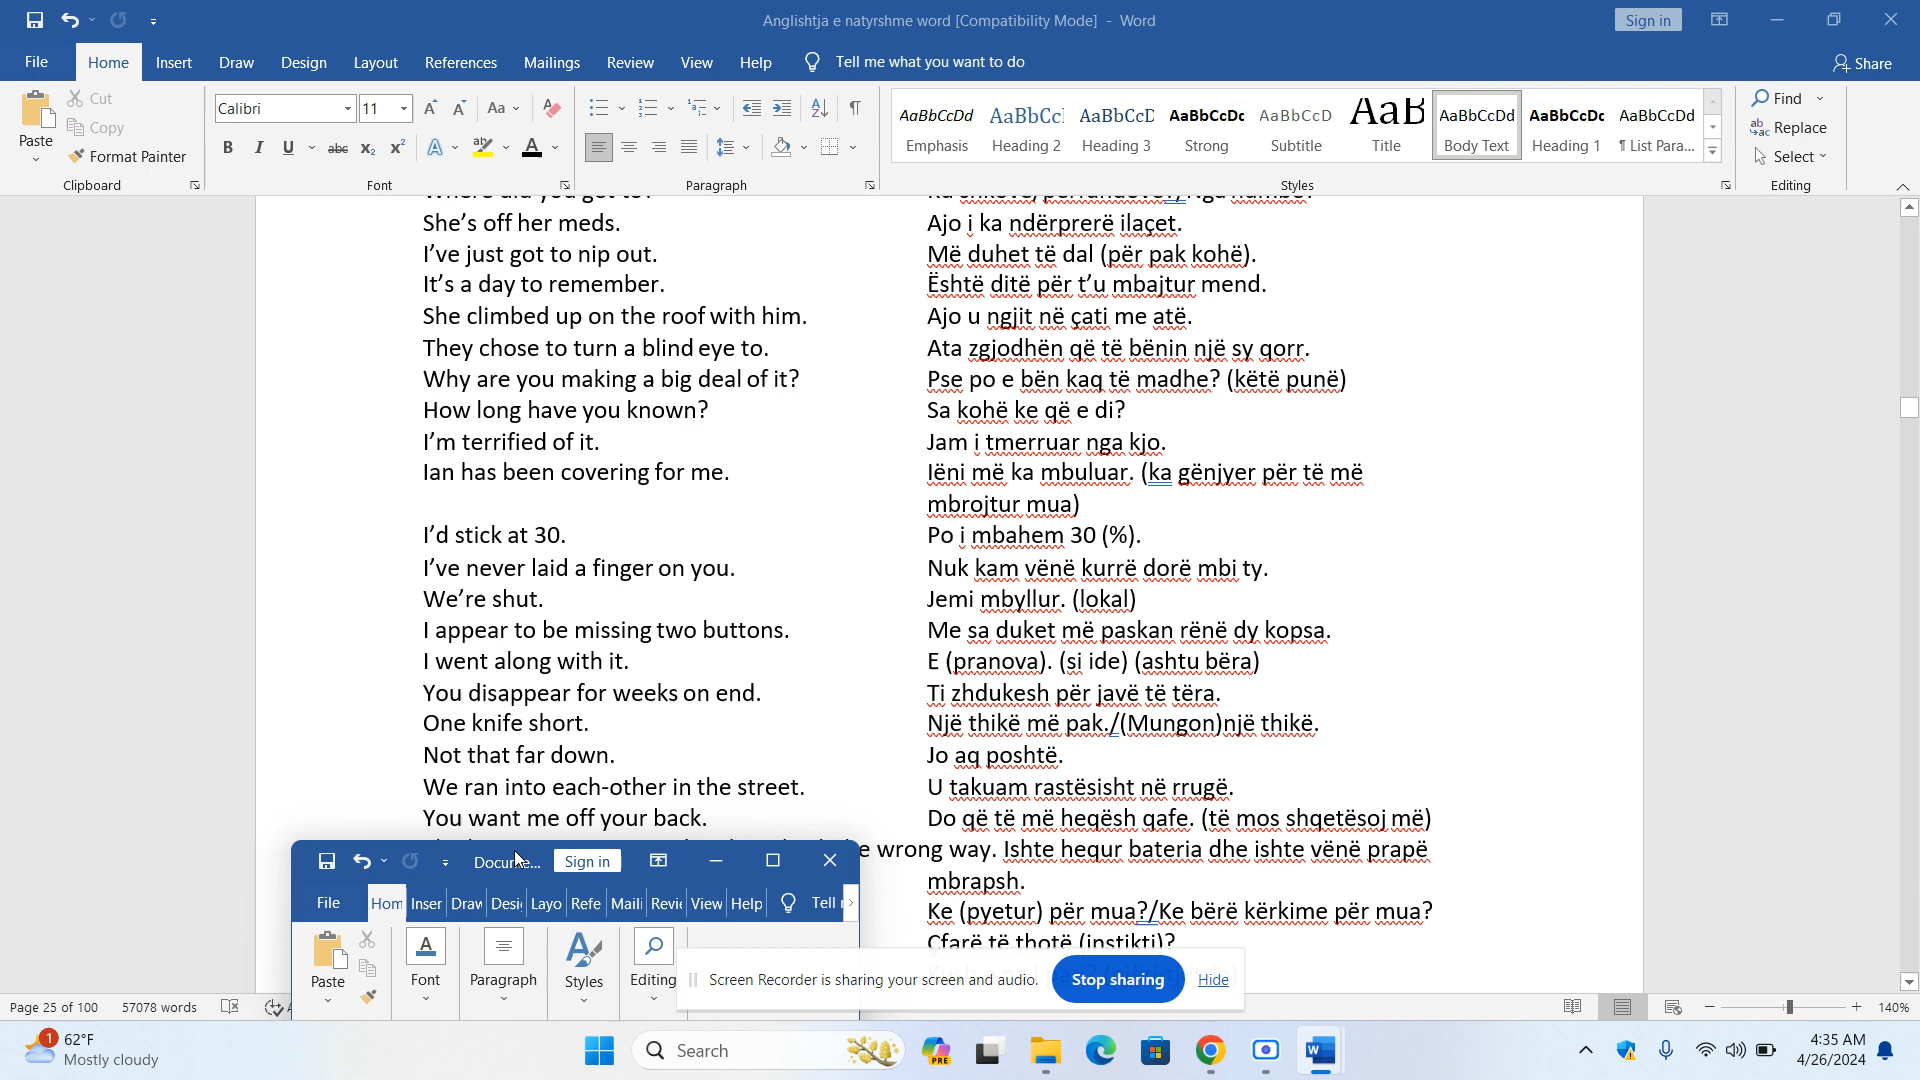 Anglishtja e natyrshme word [Compatibility Mode] - Word
Sign in
File Home Insert Draw Design Layout References Mailings Review View Help Tell me what you want to do Share
Paste Cut Copy Format Painter
Calibri 11
AaBbCcDd AaBbCc AaBbCcD AaBbCcDc AaBbCcD AaB AaBbCcDd AaBbCcDc AaBbCcDd
Emphasis Heading 2 Heading 3 Strong Subtitle Title Body Text Heading 1 ¶ List Para...
Find Replace Select
Clipboard Font Paragraph Styles Editing
She’s off her meds. Ajo i ka ndërprerë ilaçet.
I’ve just got to nip out. Më duhet të dal (për pak kohë).
It’s a day to remember. Është ditë për t’u mbajtur mend.
She climbed up on the roof with him. Ajo u ngjit në çati me atë.
They chose to turn a blind eye to. Ata zgjodhën që të bënin një sy qorr.
Why are you making a big deal of it? Pse po e bën kaq të madhe? (këtë punë)
How long have you known? Sa kohë ke që e di?
I’m terrified of it. Jam i tmerruar nga kjo.
Ian has been covering for me. Iëni më ka mbuluar. (ka gënjyer për të më
mbrojtur mua)
I’d stick at 30. Po i mbahem 30 (%).
I’ve never laid a finger on you. Nuk kam vënë kurrë dorë mbi ty.
We’re shut. Jemi mbyllur. (lokal)
I appear to be missing two buttons. Me sa duket më paskan rënë dy kopsa.
I went along with it. E (pranova). (si ide) (ashtu bëra)
You disappear for weeks on end. Ti zhdukesh për javë të tëra.
One knife short. Një thikë më pak./(Mungon)një thikë.
Not that far down. Jo aq poshtë.
We ran into each-other in the street. U takuam rastësisht në rrugë.
You want me off your back. Do që të më heqësh qafe. (të mos shqetësoj më)
e wrong way. Ishte hequr bateria dhe ishte vënë prapë
mbrapsh.
Ke (pyetur) për mua?/Ke bërë kërkime për mua?
Çfarë të thotë (instikti)?
Sign in
File Hom Inser Draw Layo Refe Maili Revie View Help Tell
Paste Font Paragraph Styles Editing
Screen Recorder is sharing your screen and audio. Stop sharing Hide
Page 25 of 100 57078 words 140%
1 62°F
Mostly cloudy
Search
PRE
4:35 AM
4/26/2024